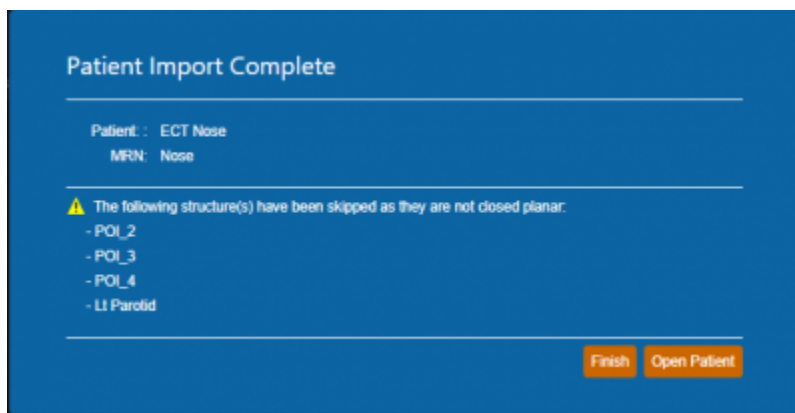 Patient Import Complete
Patient: : ECT Nose
MRN: Nose
The following structure(s) have been skipped as they are not closed planar:
- POI_2
- POI_3
- POI_4
- Lt Parotid
Finish Open Patient